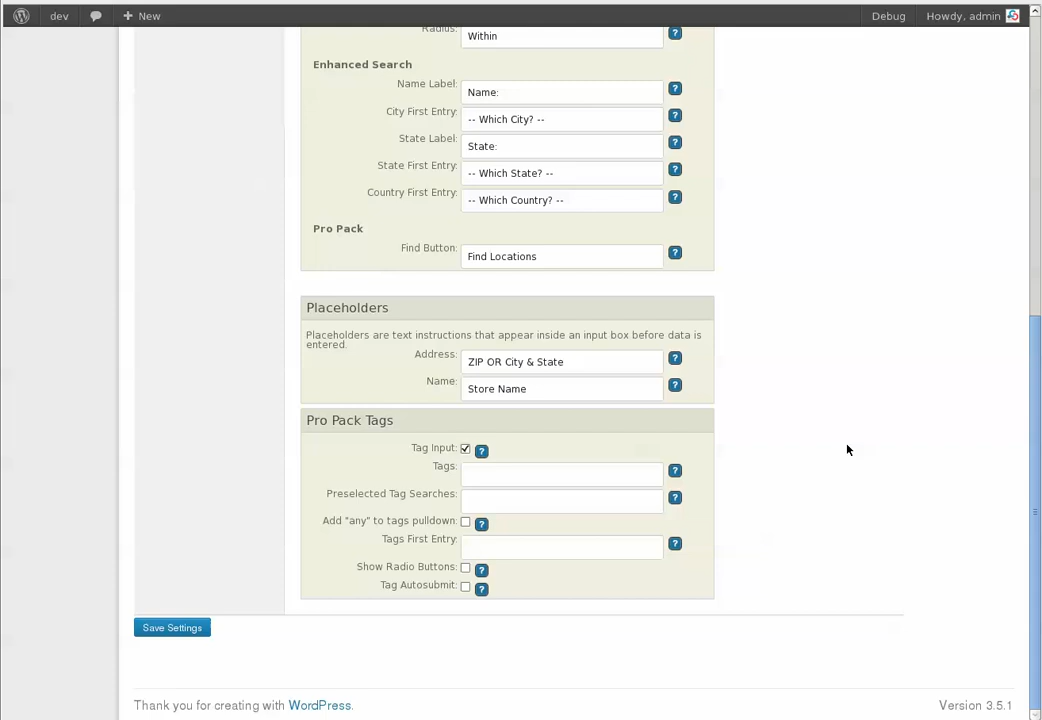 dev
New
Debug
Howdy, admin
Radius:
Within
?
Enhanced Search
Name Label:
Name:
?
City First Entry:
-- Which City? --
?
State Label:
State:
?
State First Entry:
-- Which State? --
?
Country First Entry:
-- Which Country? --
?
Pro Pack
Find Button:
Find Locations
?
Placeholders
Placeholders are text instructions that appear inside an input box before data is
entered.
Address:
ZIP OR City & State
?
Name:
Store Name
?
Pro Pack Tags
Tag Input:
?
Tags:
?
Preselected Tag Searches:
?
Add "any" to tags pulldown:
?
Tags First Entry:
?
Show Radio Buttons:
?
Tag Autosubmit:
?
Save Settings
Thank you for creating with WordPress.
Version 3.5.1